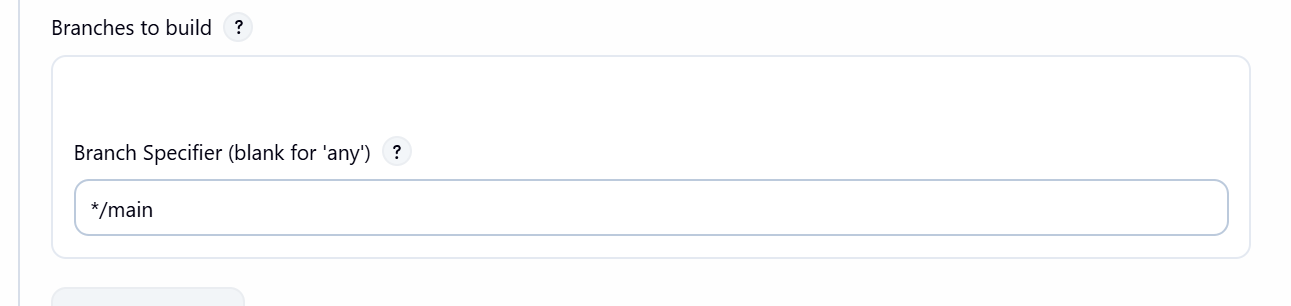 Branches to build ?
Branch Specifier (blank for 'any') ?
*/main